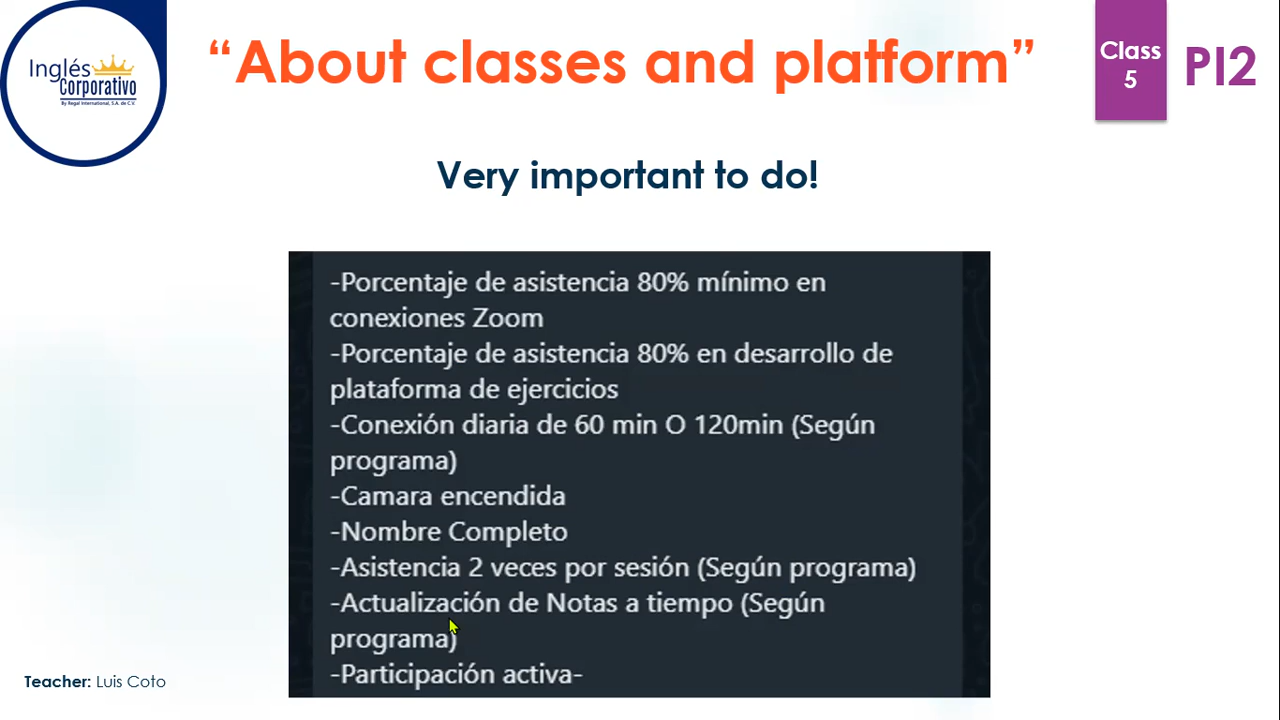 Inglés
Corporativo
By Regal International, S.A. de C.V.
“About classes and platform”
Class
5
PI2
Very important to do!
-Porcentaje de asistencia 80% mínimo en
conexiones Zoom
-Porcentaje de asistencia 80% en desarrollo de
plataforma de ejercicios
-Conexión diaria de 60 min O 120min (Según
programa)
-Camara encendida
-Nombre Completo
-Asistencia 2 veces por sesión (Según programa)
-Actualización de Notas a tiempo (Según
programa)
-Participación activa-
Teacher: Luis Coto